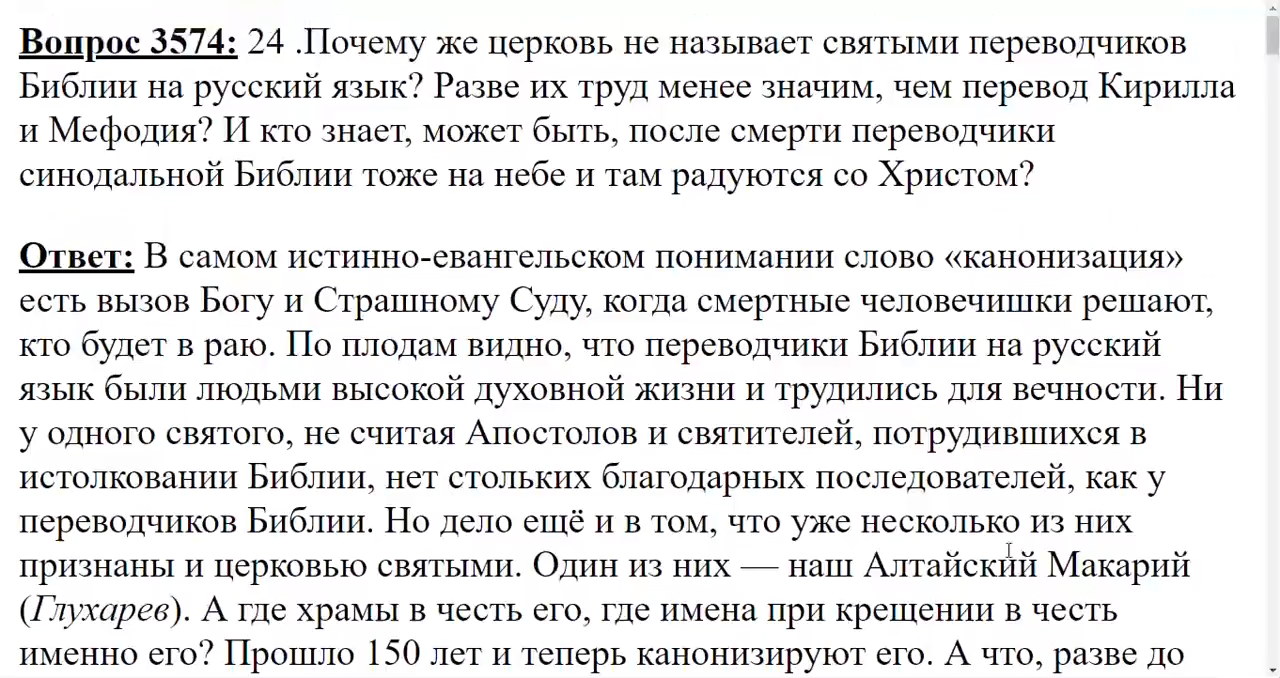 Вопрос 3574: 24 .Почему же церковь не называет святыми переводчиков
Библии на русский язык? Разве их труд менее значим, чем перевод Кирилла
и Мефодия? И кто знает, может быть, после смерти переводчики
синодальной Библии тоже на небе и там радуются со Христом?
Ответ: В самом истинно-евангельском понимании слово «канонизация»
есть вызов Богу и Страшному Суду, когда смертные человечишки решают,
кто будет в раю. По плодам видно, что переводчики Библии на русский
язык были людьми высокой духовной жизни и трудились для вечности. Ни
у одного святого, не считая Апостолов и святителей, потрудившихся в
истолковании Библии, нет стольких благодарных последователей, как у
переводчиков Библии. Но дело ещё и в том, что уже несколько из них
признаны и церковью святыми. Один из них — наш Алтайский Макарий
(Глухарев). А где храмы в честь его, где имена при крещении в честь
именно его? Прошло 150 лет и теперь канонизируют его. А что, разве до